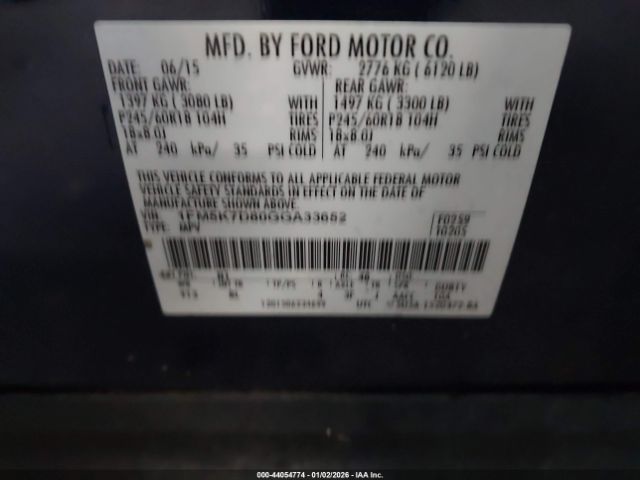 MFD. BY FORD MOTOR CO.
DATE: 06/15 GVWR: 2776 KG ( 6120 LB)
FRONT GAWR: REAR GAWR:
1397 KG ( 3080 LB) WITH 1497 KG ( 3300 LB) WITH
P245/60R18 104H TIRES P245/60R18 104H TIRES
18x8.0J RIMS 18x8.0J RIMS
AT 240 kPa/ 35 PSI COLD AT 240 kPa/ 35 PSI COLD
THIS VEHICLE CONFORMS TO ALL APPLICABLE FEDERAL MOTOR
VEHICLE SAFETY STANDARDS IN EFFECT ON THE DATE OF
MANUFACTURE SHOWN ABOVE.
VIN: 1FM5K7D80GGA33652 F0259
TYPE: MPV T0205
UTC
000-44054774 - 01/02/2026 - IAA Inc.